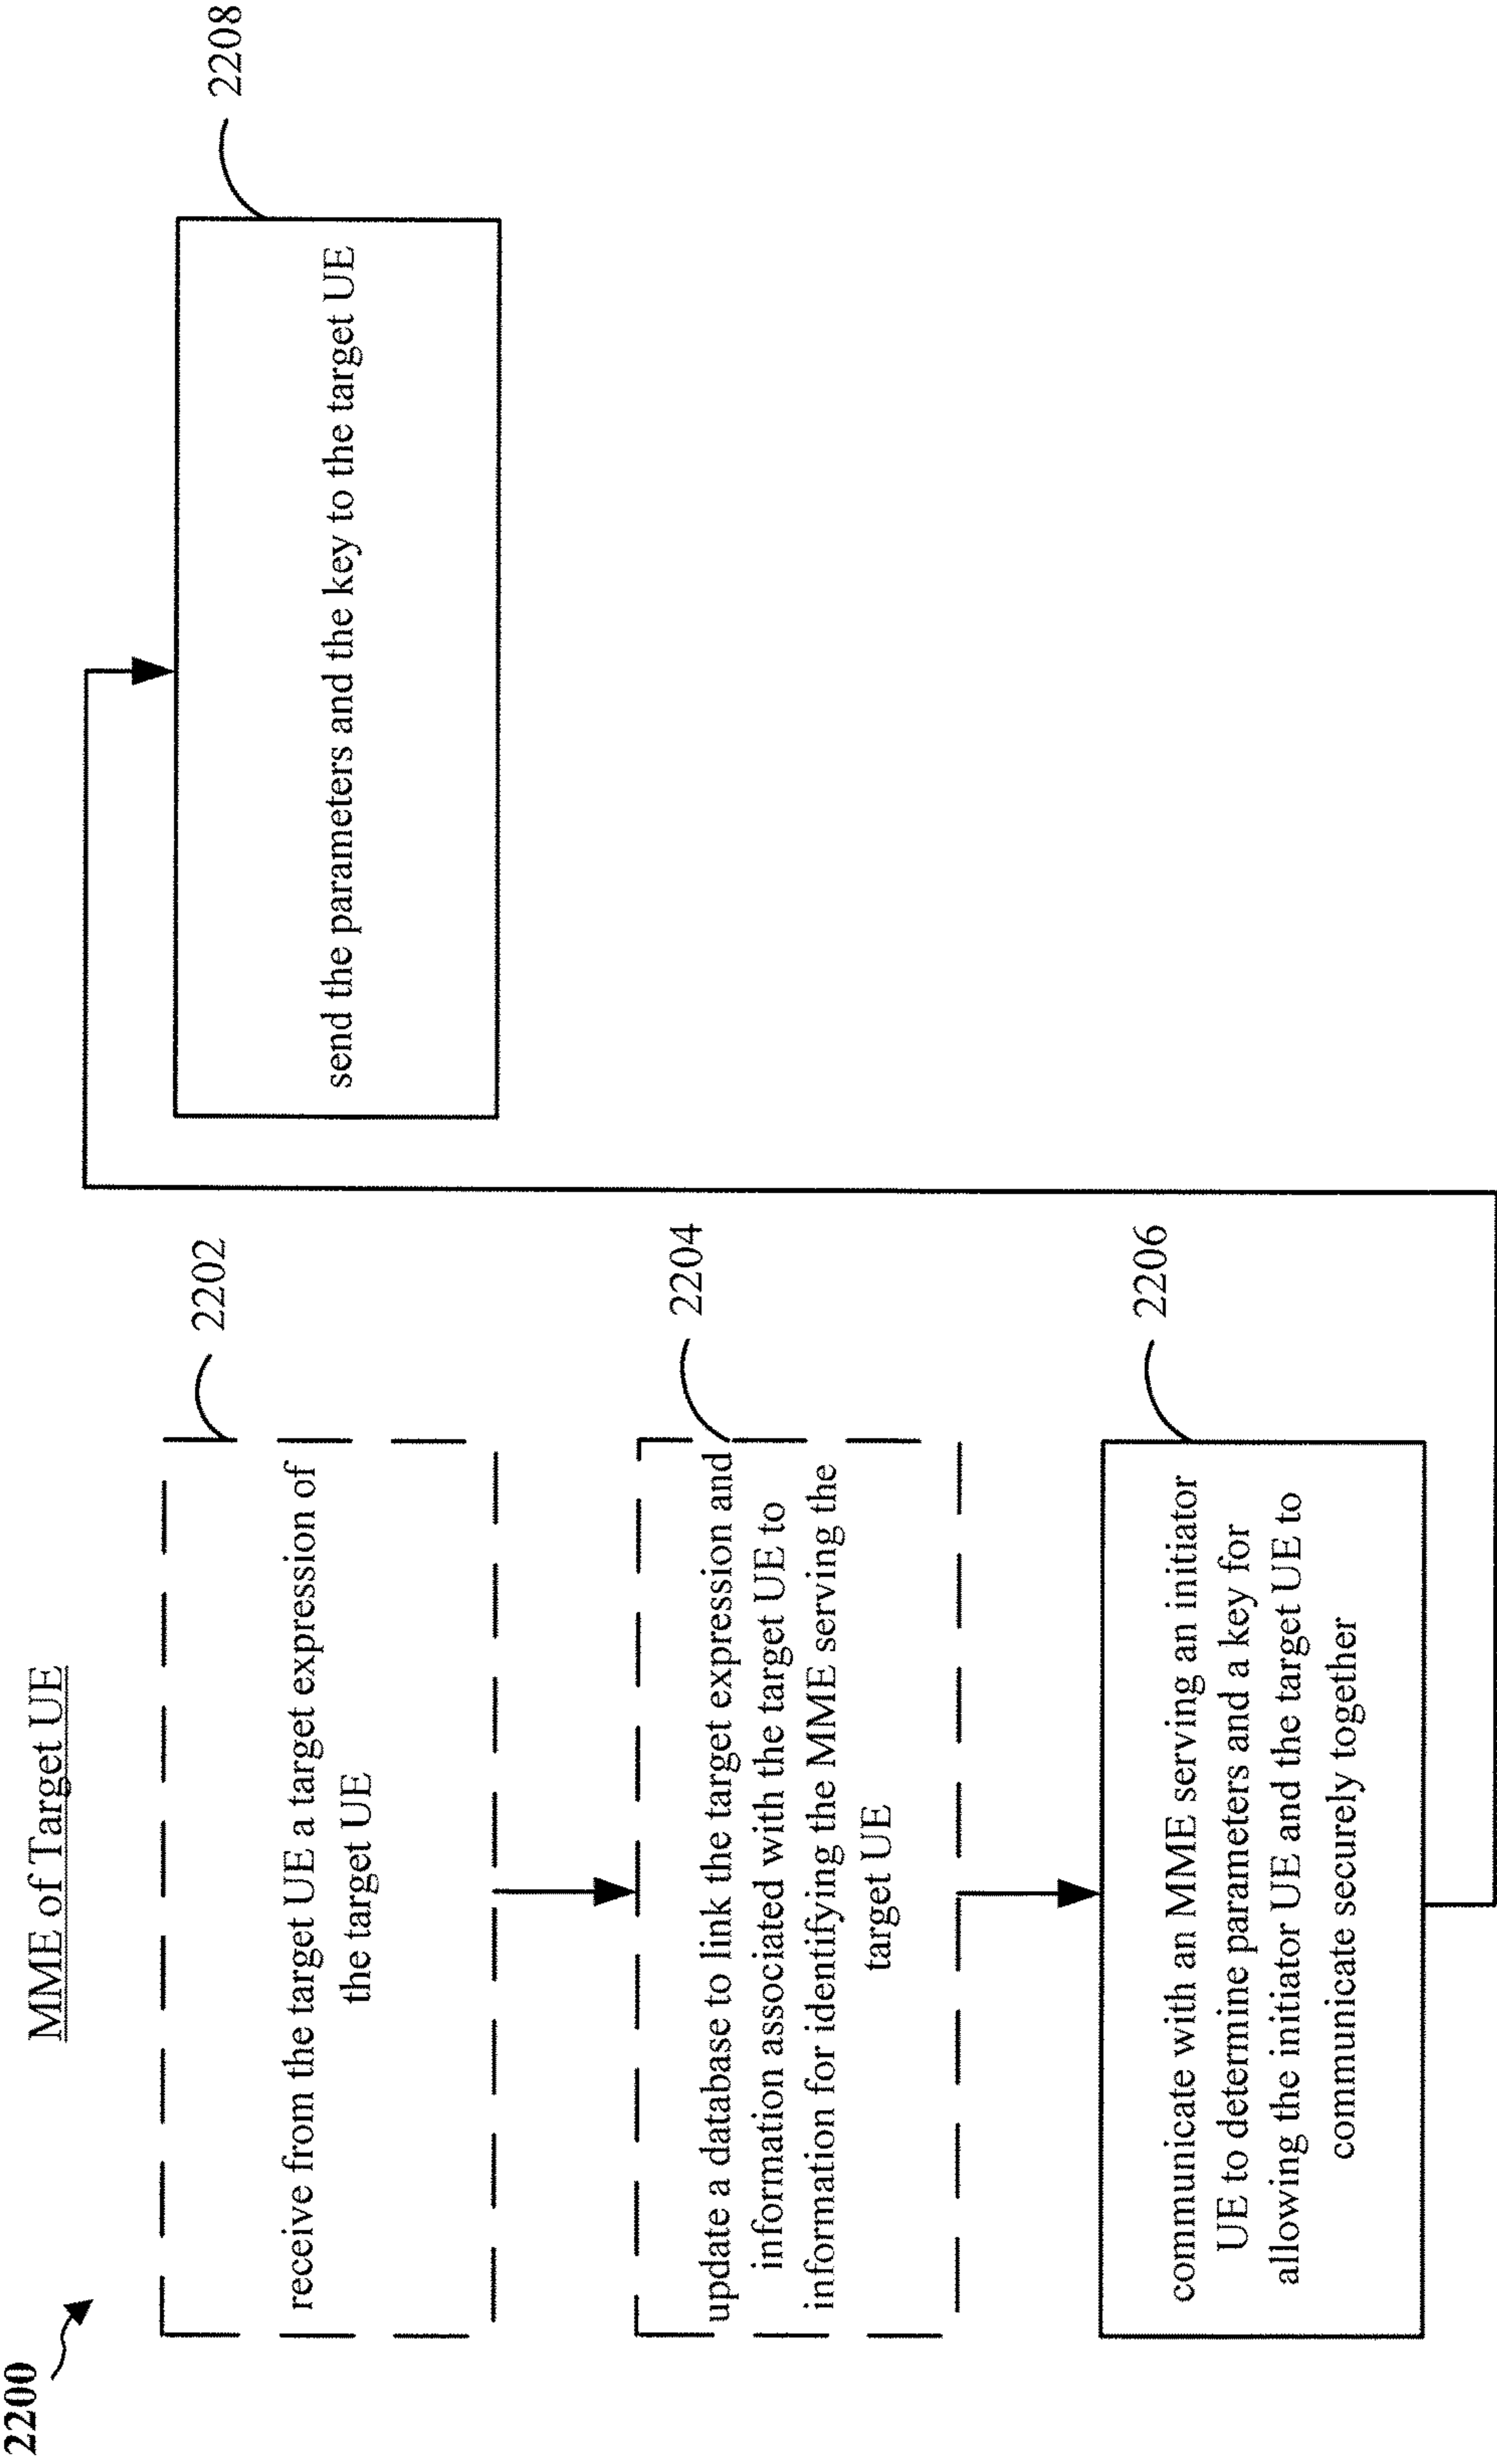 2200
MME of Target UE
2202
receive from the target UE a target expression of
the target UE
2204
update a database to link the target expression and
information associated with the target UE to
information for identifying the MME serving the
target UE
2206
communicate with an MME serving an initiator
UE to determine parameters and a key for
allowing the initiator UE and the target UE to
communicate securely together
2208
send the parameters and the key to the target UE